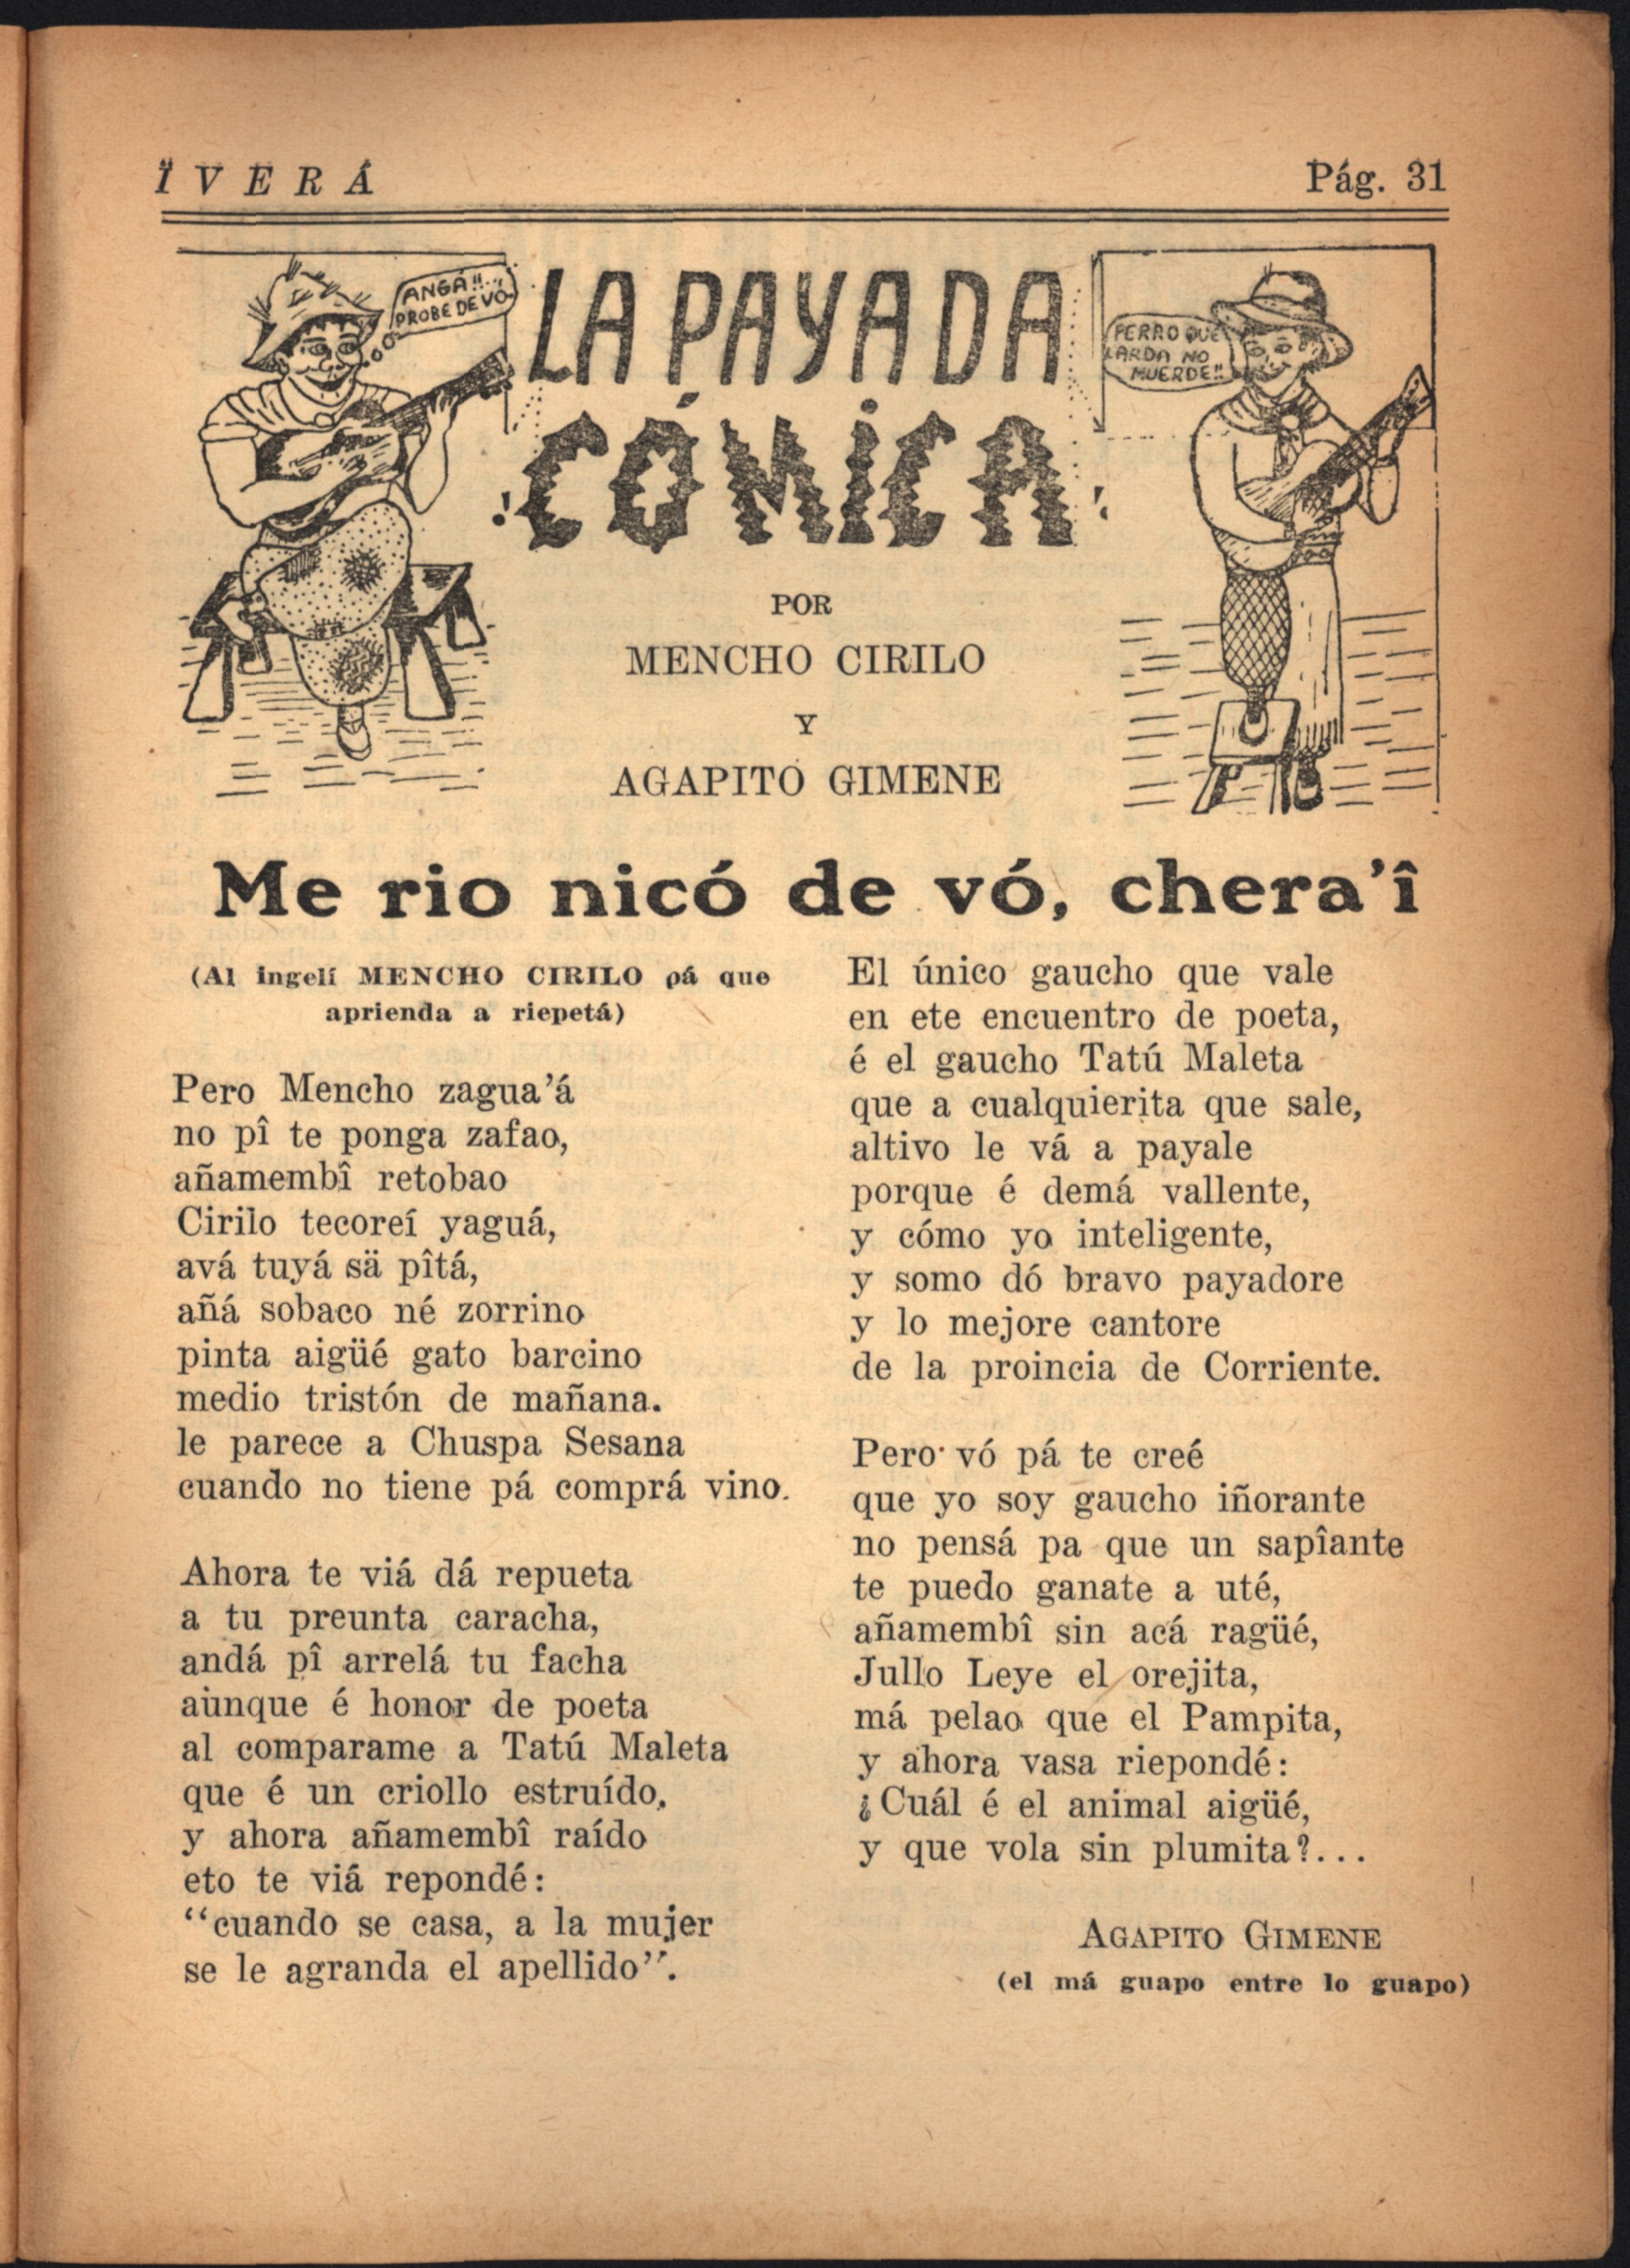 ÏVERÁ
Pág. 31
ANGÁ!!..
PROBE DE VÓ.
LA PAYADA
¡CÓMICA!
PERRO QUE
LARDA NO
MUERDE!!
POR
MENCHO CIRILO
Y
AGAPITO GIMENE
Me rio nicó de vó, chera'î
(Al ingelí MENCHO CIRILO pá que
aprienda a riepetá)
Pero Mencho zagua'á
no pî te ponga zafao,
añamembî retobao
Cirilo tecoreí yaguá,
avá tuyá sä pîtá,
añá sobaco né zorrino
pinta aigüé gato barcino
medio tristón de mañana.
le parece a Chuspa Sesana
cuando no tiene pá comprá vino.
Ahora te viá dá repueta
a tu preunta caracha,
andá pî arrelá tu facha
aunque é honor de poeta
al comparame a Tatú Maleta
que é un criollo estruído,
y ahora añamembî raído
eto te viá repondé:
"cuando se casa, a la mujer
se le agranda el apellido".
El único gaucho que vale
en ete encuentro de poeta,
é el gaucho Tatú Maleta
que a cualquierita que sale,
altivo le vá a payale
porque é demá vallente,
y cómo yo inteligente,
y somo dó bravo payadore
y lo mejore cantore
de la proincia de Corriente.
Pero vó pá te creé
que yo soy gaucho iñorante
no pensá pa que un sapîante
te puedo ganate a uté,
añamembî sin acá ragüé,
Jullo Leye el orejita,
má pelao que el Pampita,
y ahora vasa riepondé:
¿Cuál é el animal aigüé,
y que vola sin plumita?...
AGAPITO GIMENE
(el má guapo entre lo guapo)